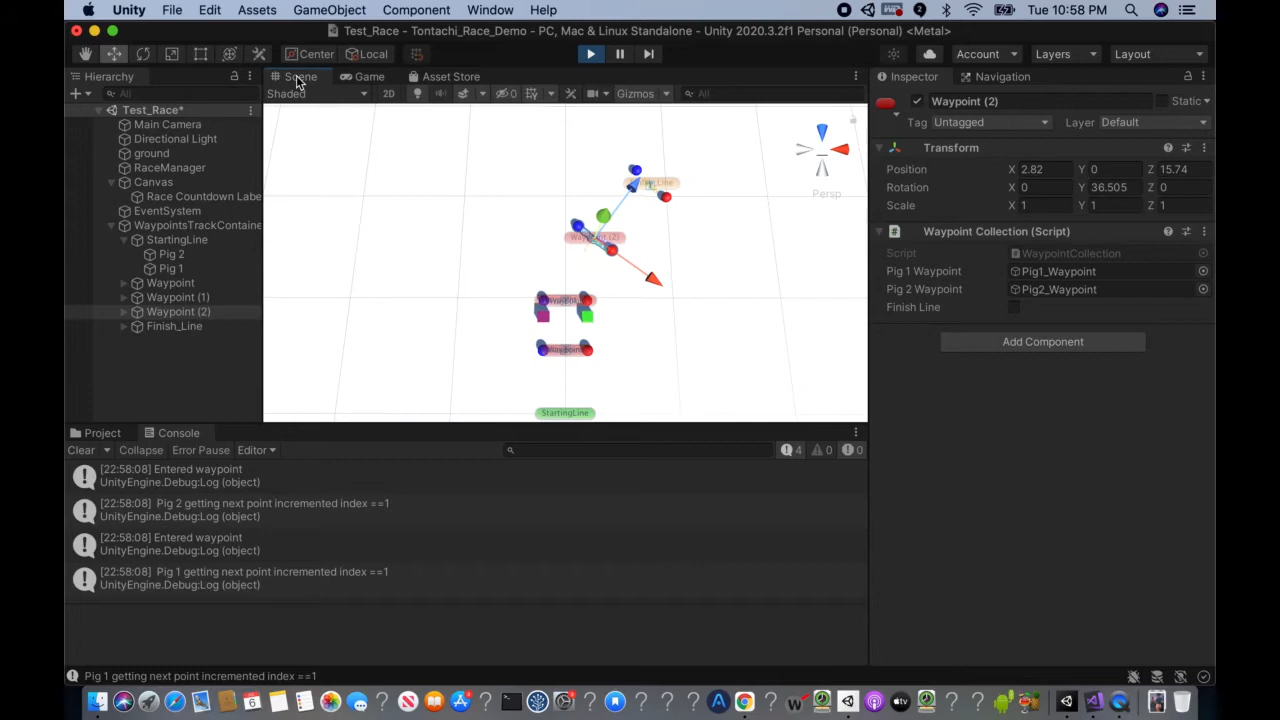 Unity File Edit Assets GameObject Component Window Help Tue 10:58 PM
Test_Race - Tontachi_Race_Demo - PC, Mac & Linux Standalone - Unity 2020.3.2f1 Personal (Personal) <Metal>
Center Local Account Layers Layout
Hierarchy Scene Game Asset Store Inspector Navigation
All Shaded 2D 0 Gizmos All
Waypoint (2) Static
Tag Untagged Layer Default
Test_Race*
Main Camera
Directional Light
ground
RaceManager
Canvas
Race Countdown Labe
EventSystem
WaypointsTrackContaine
StartingLine
Pig 2
Pig 1
Waypoint
Waypoint (1)
Waypoint (2)
Finish_Line
Persp
Waypoint (2)
StartingLine
Transform
Position X 2.82 Y 0 Z 15.74
Rotation X 0 Y 36.505 Z 0
Scale X 1 Y 1 Z 1
Waypoint Collection (Script)
Script WaypointCollection
Pig 1 Waypoint Pig1_Waypoint
Pig 2 Waypoint Pig2_Waypoint
Finish Line
Add Component
Project Console
Clear Collapse Error Pause Editor 4 0 0
[22:58:08] Entered waypoint
UnityEngine.Debug:Log (object)
[22:58:08] Pig 2 getting next point incremented index ==1
UnityEngine.Debug:Log (object)
[22:58:08] Entered waypoint
UnityEngine.Debug:Log (object)
[22:58:08] Pig 1 getting next point incremented index ==1
UnityEngine.Debug:Log (object)
Pig 1 getting next point incremented index ==1